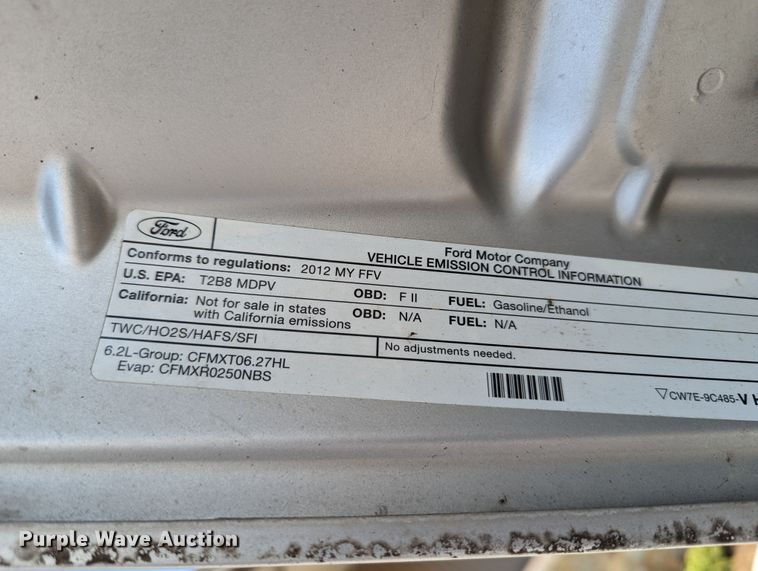 Ford
Ford Motor Company
VEHICLE EMISSION CONTROL INFORMATION
Conforms to regulations: 2012 MY FFV
U.S. EPA: T2B8 MDPV OBD: F II FUEL: Gasoline/Ethanol
California: Not for sale in states with California emissions OBD: N/A FUEL: N/A
TWC/HO2S/HAFS/SFI
No adjustments needed.
6.2L-Group: CFMXT06.27HL
Evap: CFMXR0250NBS
CW7E-9C485-V H
Purple Wave Auction